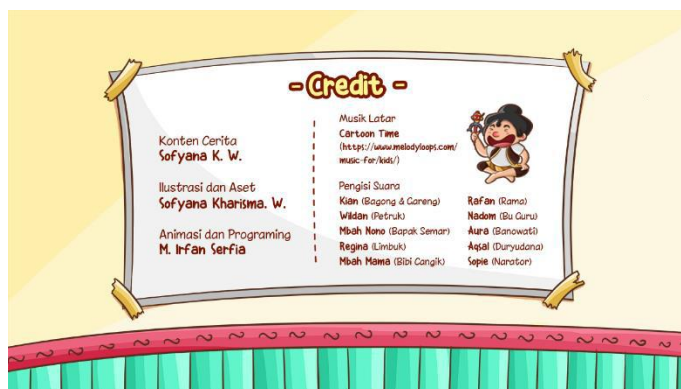 - Credit -
Konten Cerita
Sofyana K. W.
Ilustrasi dan Aset
Sofyana Kharisma. W.
Animasi dan Programing
M. Irfan Serfia
Musik Latar
Cartoon Time
(https://www.melodyloops.com/
music-for/kids/)
Pengisi Suara
Kian (Bagong & Gareng)
Wildan (Petruk)
Mbah Nono (Bapak Semar)
Regina (Limbuk)
Mbah Mama (Bibi Cangik)
Rafan (Rama)
Nadom (Bu Guru)
Aura (Banowati)
Aqsal (Duryudana)
Sopie (Narator)